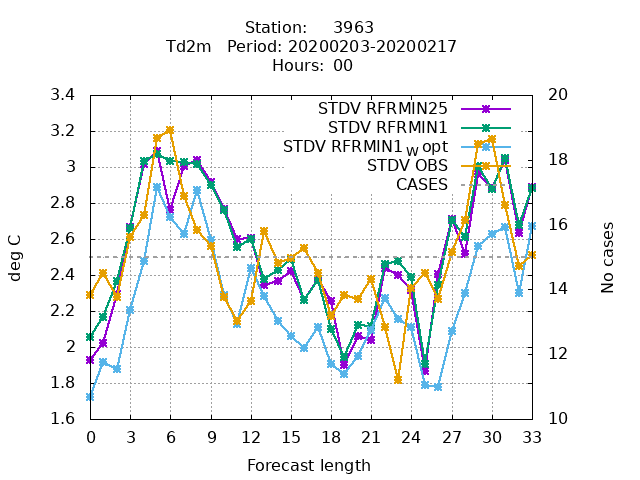 Station: 3963
Td2m Period: 20200203-20200217
Hours: 00
3.4
3.2
3
2.8
2.6
2.4
2.2
2
1.8
1.6
deg C
STDV RFRMIN25
STDV RFRMIN1
STDV RFRMIN1wopt
STDV OBS
CASES
20
18
16
14
12
10
No cases
0 3 6 9 12 15 18 21 24 27 30 33
Forecast length